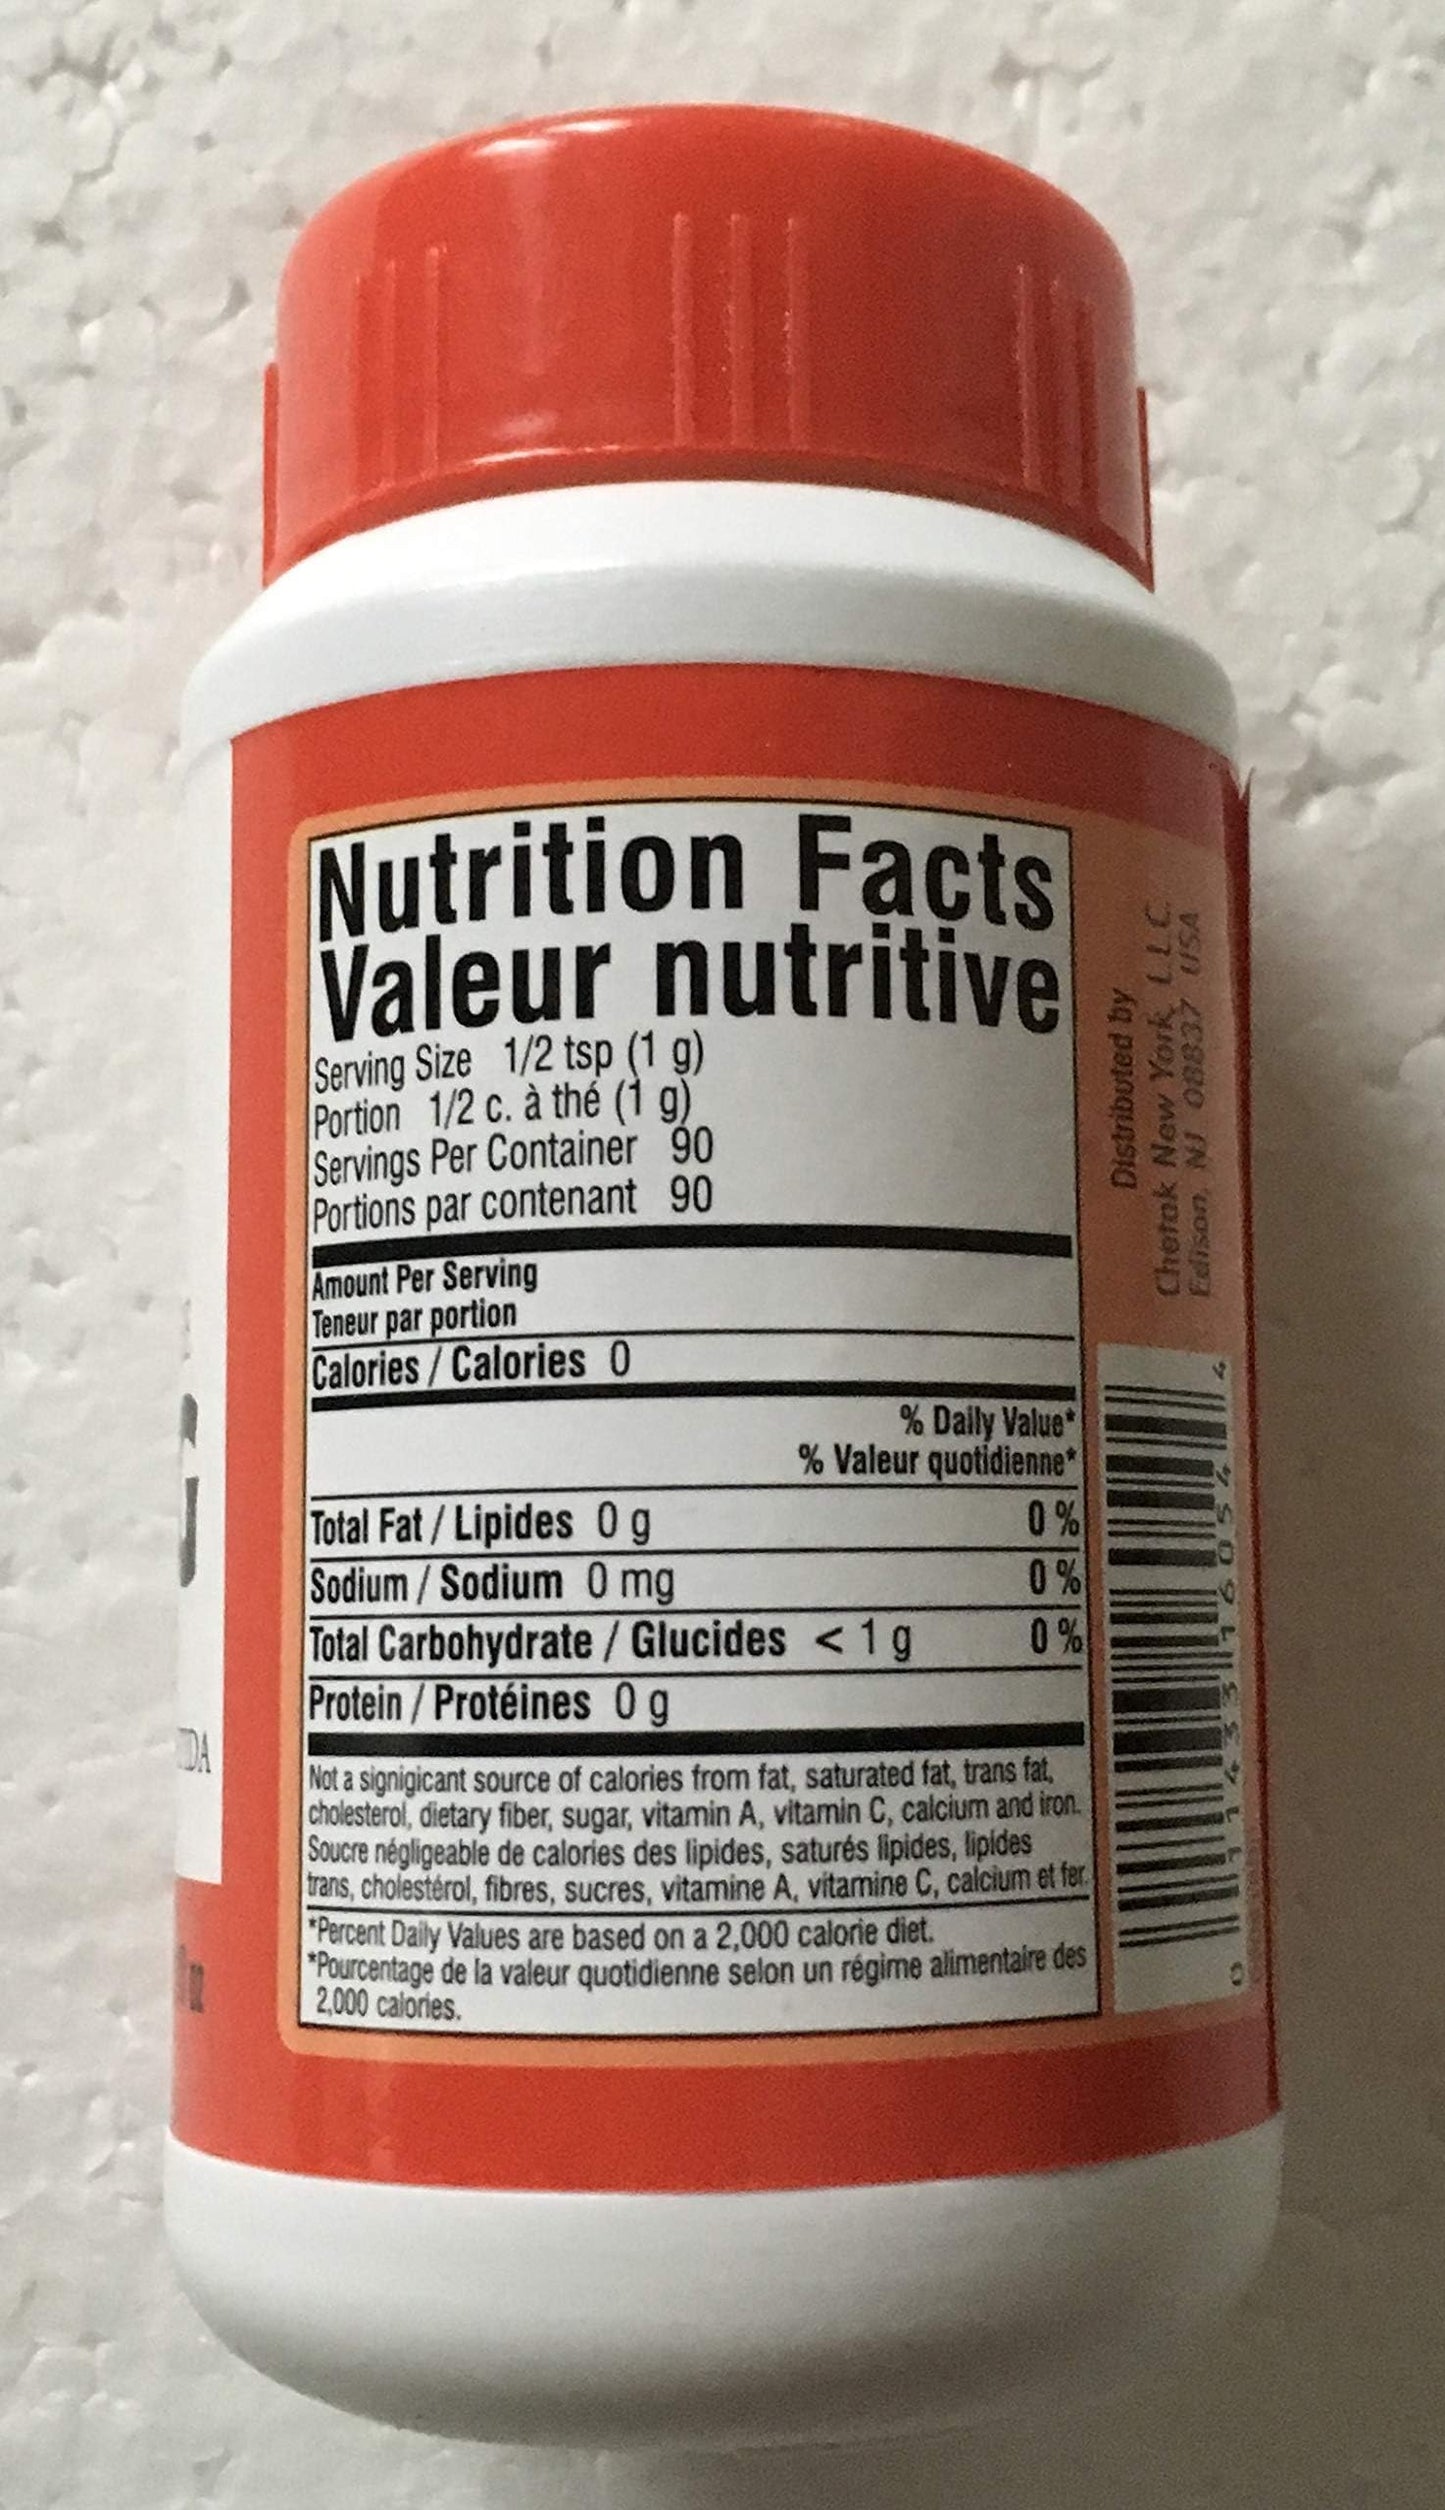 Nutrition Facts
Valeur nutritive
Serving Size 1/2 tsp (1 g)
Portion 1/2 c. à thé (1 g)
Servings Per Container 90
Portions par contenant 90
Amount Per Serving
Teneur par portion
Calories / Calories 0
% Daily Value*
% Valeur quotidienne*
Total Fat / Lipides 0 g 0 %
Sodium / Sodium 0 mg 0 %
Total Carbohydrate / Glucides < 1 g 0 %
Protein / Protéines 0 g
Not a signigicant source of calories from fat, saturated fat, trans fat,
cholesterol, dietary fiber, sugar, vitamin A, vitamin C, calcium and iron.
Soucre négligeable de calories des lipides, saturés lipides, lipides
trans, cholestérol, fibres, sucres, vitamine A, vitamine C, calcium et fer.
*Percent Daily Values are based on a 2,000 calorie diet.
*Pourcentage de la valeur quotidienne selon un régime alimentaire des
2,000 calories.
Distributed by
Chetak New York L.L.C.
Edison, NJ 08837 USA
0 11433 16054 4
oz